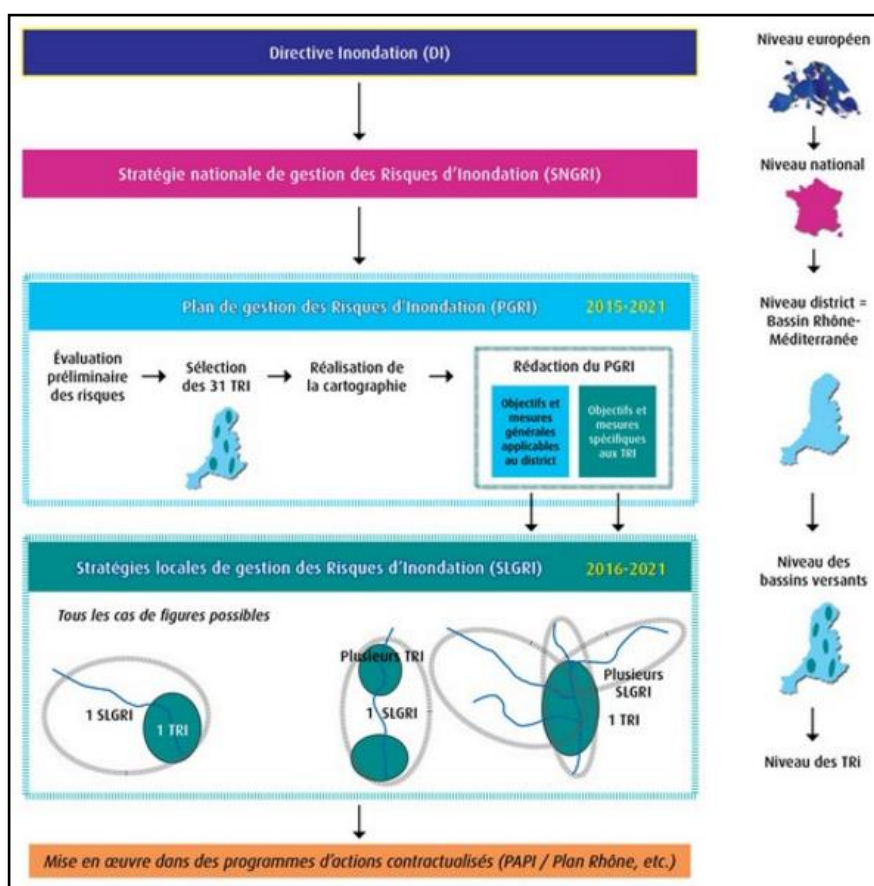 Directive Inondation (DI)
Stratégie nationale de gestion des Risques d'Inondation (SNGRI)
Plan de gestion des Risques d'Inondation (PGRI) 2015-2021
Évaluation
préliminaire
des risques
Sélection
des 31 TRI
Réalisation de
la cartographie
Rédaction du PGRI
Objectifs et
mesures
générales
applicables
au district
Objectifs et
mesures
spécifiques
aux TRI
Stratégies locales de gestion des Risques d'Inondation (SLGRI) 2016-2021
Tous les cas de figures possibles
1 SLGRI
1 TRI
Plusieurs TRI
1 SLGRI
Plusieurs
SLGRI
1 TRI
Mise en œuvre dans des programmes d'actions contractualisés (PAPI / Plan Rhône, etc.)
Niveau européen
Niveau national
Niveau district =
Bassin Rhône-
Méditerranée
Niveau des
bassins versants
Niveau des TRi